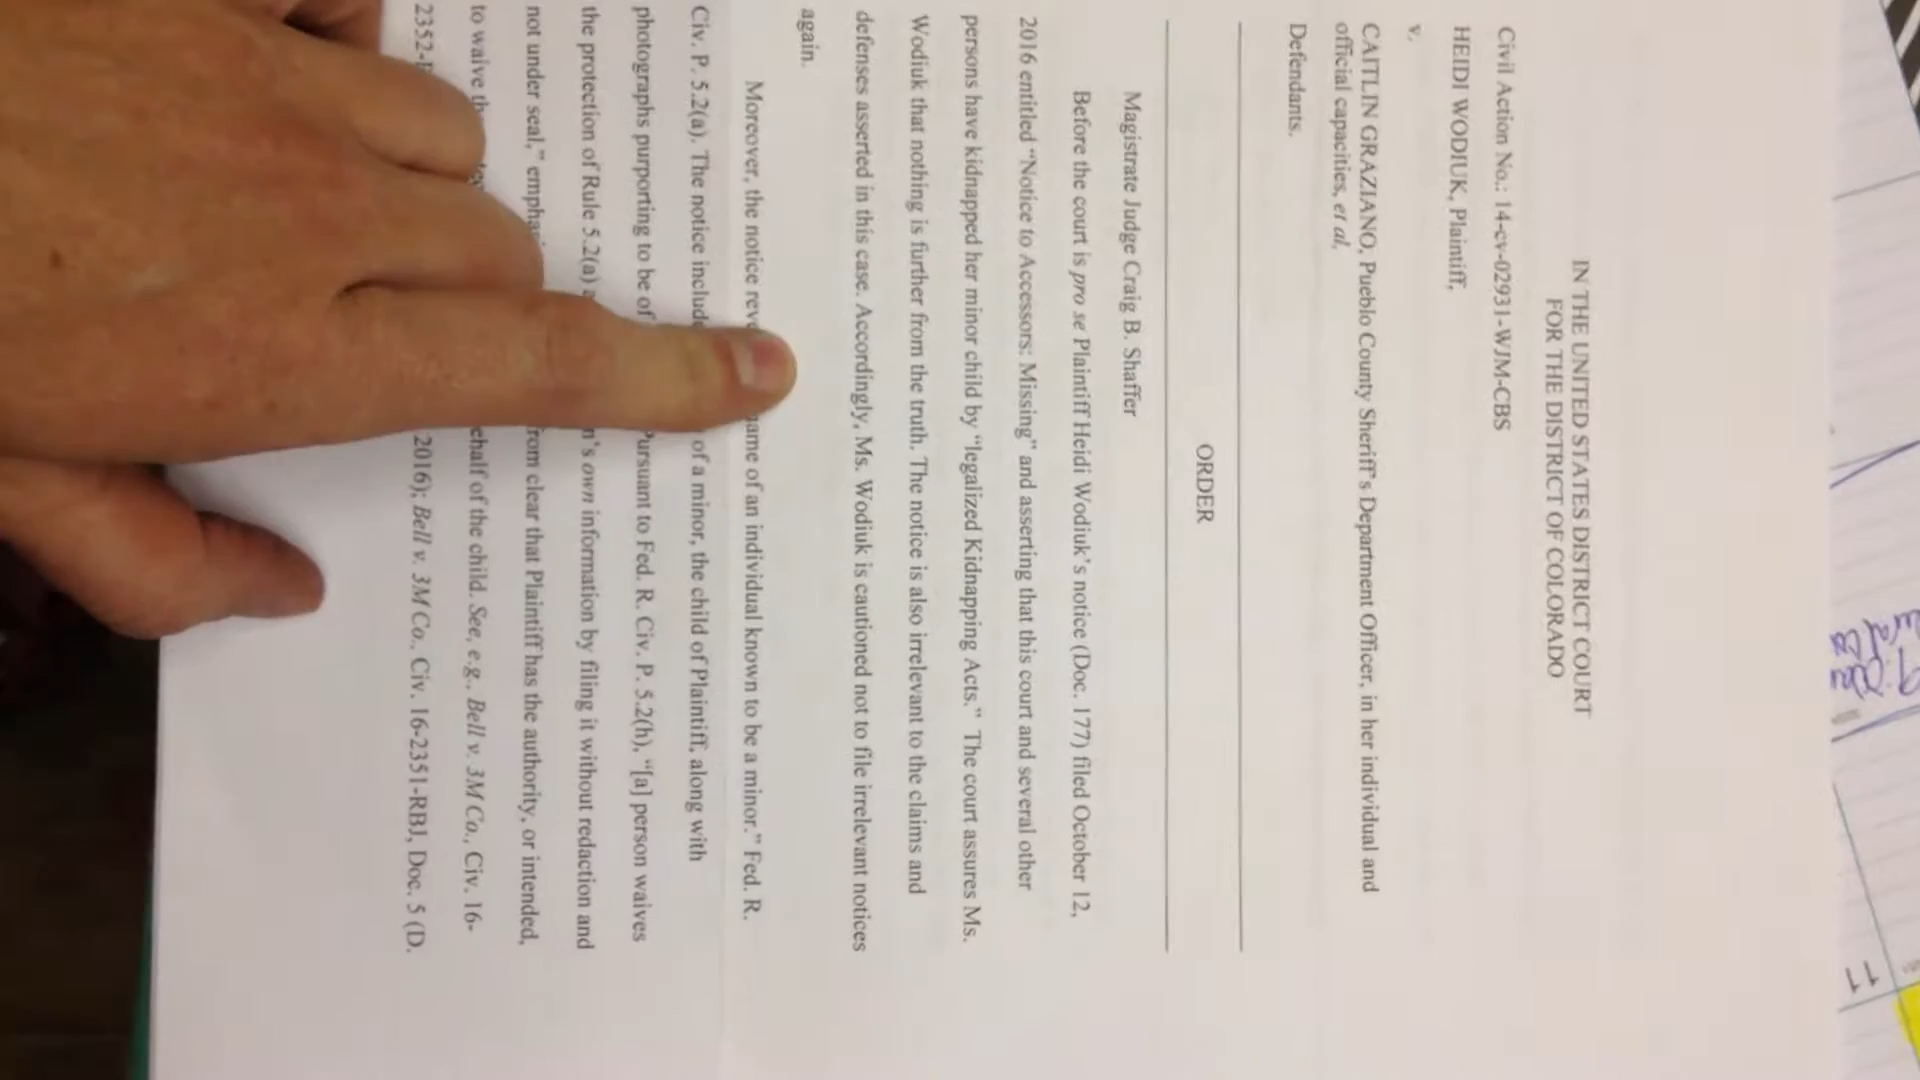 IN THE UNITED STATES DISTRICT COURT
FOR THE DISTRICT OF COLORADO
Civil Action No.: 14-cv-02931-WJM-CBS
HEIDI WODIUK, Plaintiff,
v.
CAITLIN GRAZIANO, Pueblo County Sheriff's Department Officer, in her individual and
official capacities, et al,
Defendants.
ORDER
Magistrate Judge Craig B. Shaffer
Before the court is pro se Plaintiff Heidi Wodiuk's notice (Doc. 177) filed October 12,
2016 entitled "Notice to Accessors: Missing" and asserting that this court and several other
persons have kidnapped her minor child by "legalized Kidnapping Acts." The court assures Ms.
Wodiuk that nothing is further from the truth. The notice is also irrelevant to the claims and
defenses asserted in this case. Accordingly, Ms. Wodiuk is cautioned not to file irrelevant notices
again.
Moreover, the notice name of an individual known to be a minor." Fed. R.
Civ. P. 5.2(a). The notice of a minor, the child of Plaintiff, along with
photographs purporting to be of Pursuant to Fed. R. Civ. P. 5.2(h), "[a] person waives
the protection of Rule 5.2(a) own information by filing it without redaction and
not under seal," from clear that Plaintiff has the authority, or intended,
to waive behalf of the child. See, e.g., Bell v. 3M Co., Civ. 16-
2016); Bell v. 3M Co., Civ. 16-2351-RBJ, Doc. 5 (D.
11